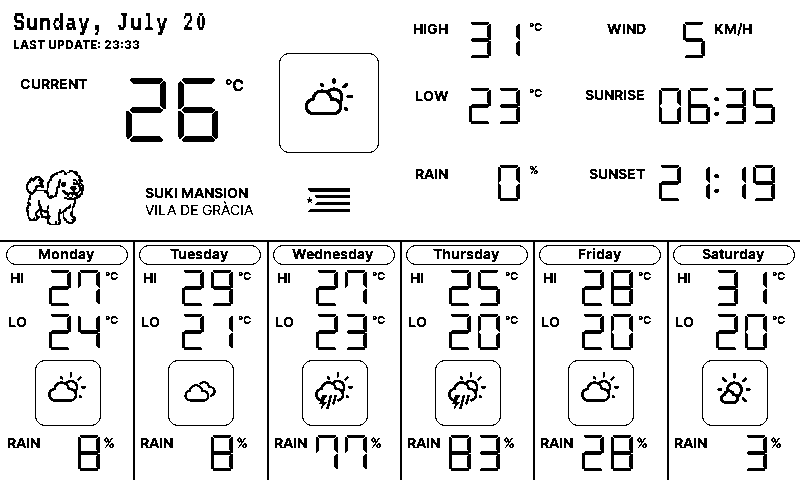 Sunday, July 20
LAST UPDATE: 23:33
CURRENT 26 °C
SUKI MANSION
VILA DE GRÀCIA
HIGH 31 °C
LOW 23 °C
RAIN 0 %
WIND 5 KM/H
SUNRISE 06:35
SUNSET 21:19
Monday
HI 27 °C
LO 24 °C
RAIN 8 %
Tuesday
HI 29 °C
LO 21 °C
RAIN 8 %
Wednesday
HI 27 °C
LO 23 °C
RAIN 77 %
Thursday
HI 25 °C
LO 20 °C
RAIN 83 %
Friday
HI 28 °C
LO 20 °C
RAIN 28 %
Saturday
HI 31 °C
LO 20 °C
RAIN 3 %